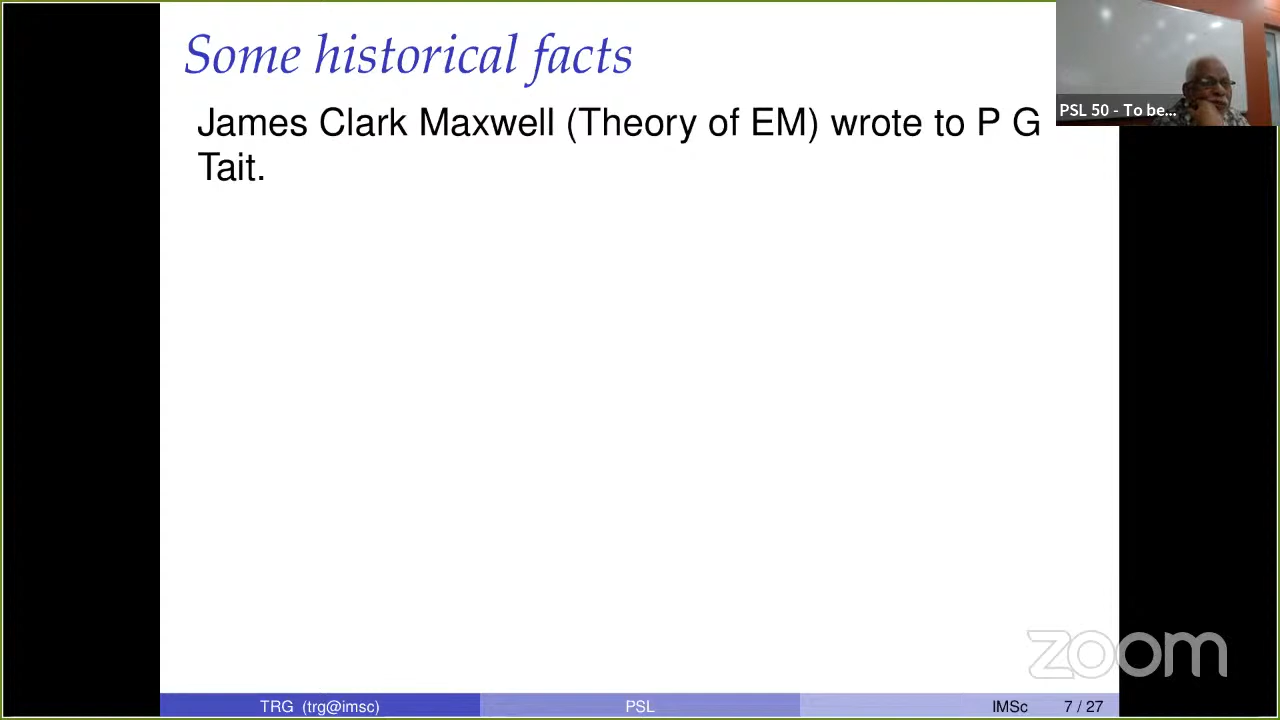 Some historical facts
James Clark Maxwell (Theory of EM) wrote to P G
Tait.
PSL 50 - To be...
zoom
TRG (trg@imsc)
PSL
IMSc
7 / 27